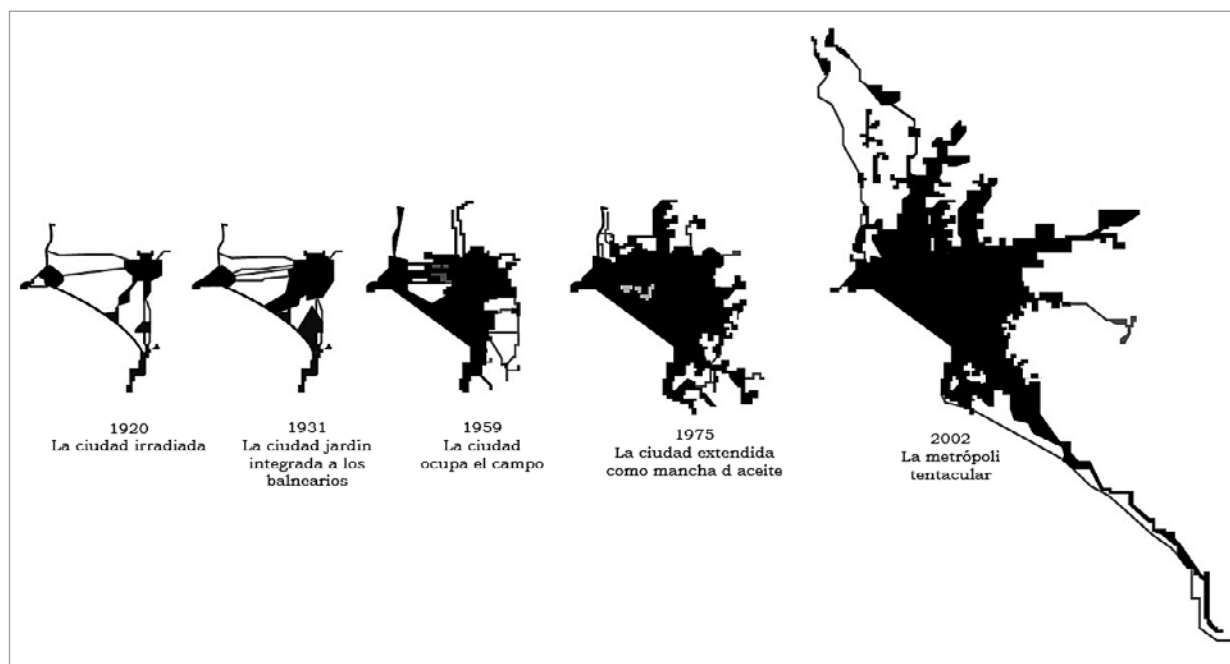 1920
La ciudad irradiada
1931
La ciudad jardin
integrada a los
balnearios
1959
La ciudad
ocupa el campo
1975
La ciudad extendida
como mancha d aceite
2002
La metrópoli
tentacular